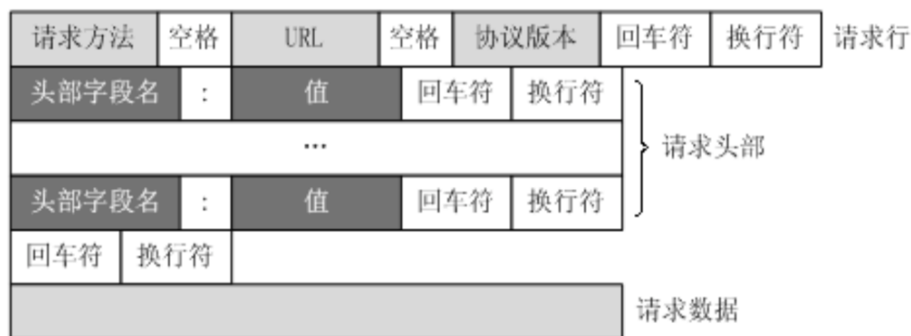 请求方法 空格 URL 空格 协议版本 回车符 换行符 请求行
头部字段名 : 值 回车符 换行符
... 请求头部
头部字段名 : 值 回车符 换行符
回车符 换行符
请求数据